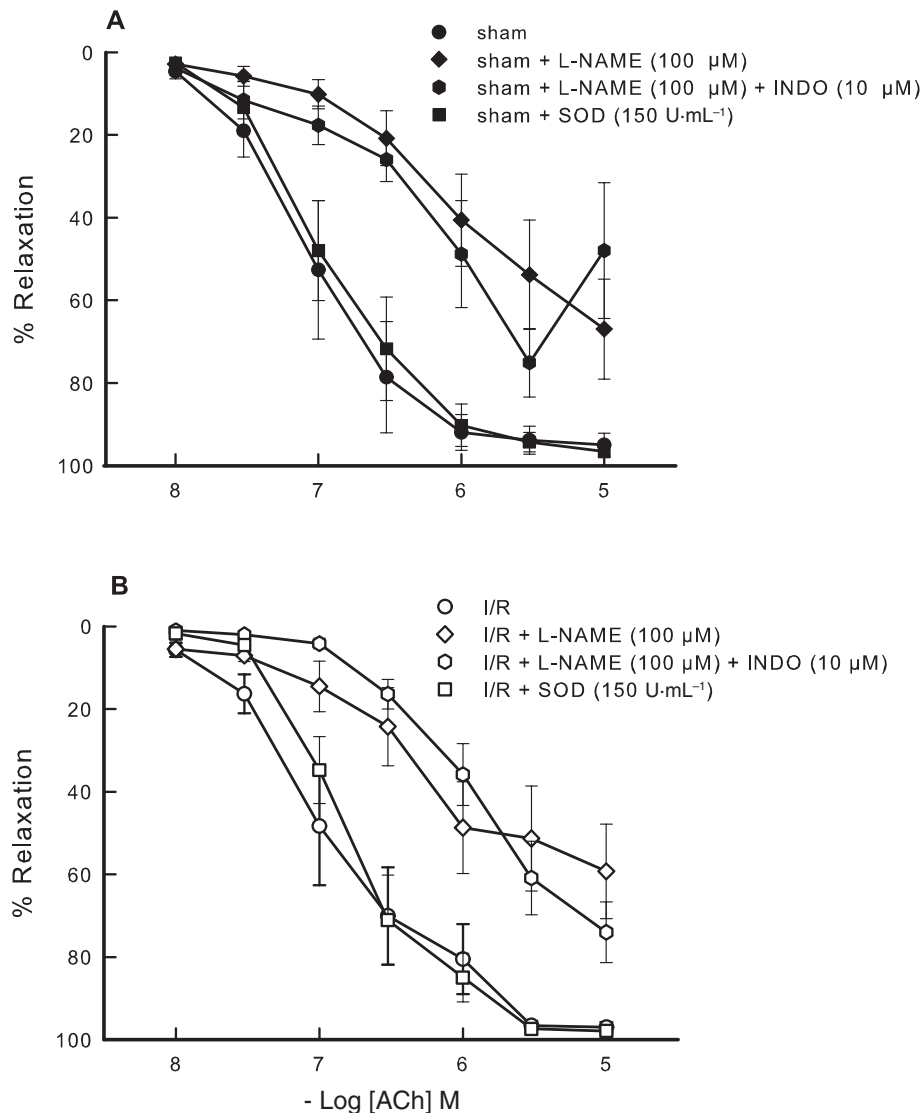 A
sham
sham + L-NAME (100 µM)
sham + L-NAME (100 µM) + INDO (10 µM)
sham + SOD (150 U·mL⁻¹)
% Relaxation
0
20
40
60
80
100
8
7
6
5
B
I/R
I/R + L-NAME (100 µM)
I/R + L-NAME (100 µM) + INDO (10 µM)
I/R + SOD (150 U·mL⁻¹)
% Relaxation
0
20
40
60
80
100
8
7
6
5
- Log [ACh] M